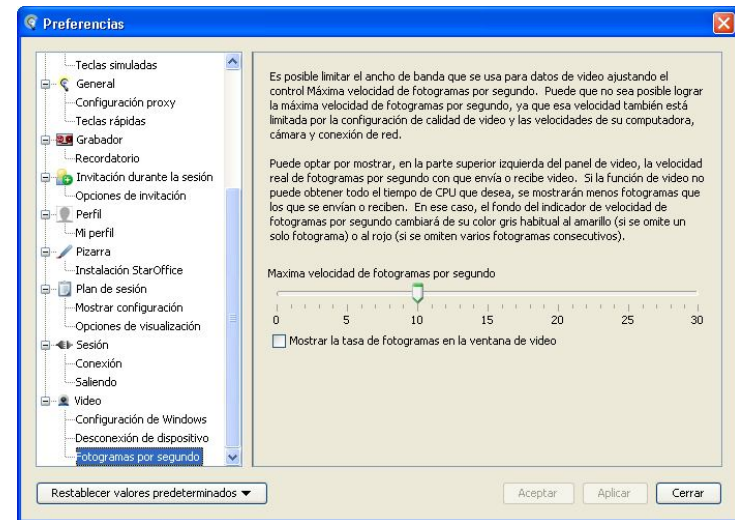 Preferencias
Teclas simuladas
General
Configuración proxy
Teclas rápidas
Grabador
Recordatorio
Invitación durante la sesión
Opciones de invitación
Perfil
Mi perfil
Pizarra
Instalación StarOffice
Plan de sesión
Mostrar configuración
Opciones de visualización
Sesión
Conexión
Saliendo
Video
Configuración de Windows
Desconexión de dispositivo
Fotogramas por segundo
Es posible limitar el ancho de banda que se usa para datos de video ajustando el
control Máxima velocidad de fotogramas por segundo. Puede que no sea posible lograr
la máxima velocidad de fotogramas por segundo, ya que esa velocidad también está
limitada por la configuración de calidad de video y las velocidades de su computadora,
cámara y conexión de red.
Puede optar por mostrar, en la parte superior izquierda del panel de video, la velocidad
real de fotogramas por segundo con que envía o recibe video. Si la función de video no
puede obtener todo el tiempo de CPU que desea, se mostrarán menos fotogramas que
los que se envían o reciben. En ese caso, el fondo del indicador de velocidad de
fotogramas por segundo cambiará de su color gris habitual al amarillo (si se omite un
solo fotograma) o al rojo (si se omiten varios fotogramas consecutivos).
Maxima velocidad de fotogramas por segundo
0 5 10 15 20 25 30
Mostrar la tasa de fotogramas en la ventana de video
Restablecer valores predeterminados Aceptar Aplicar Cerrar